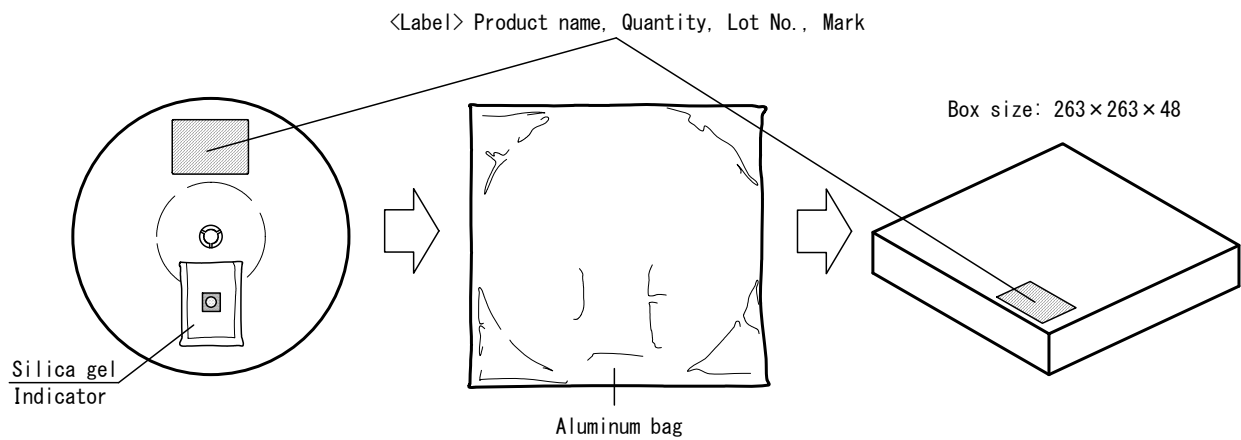 <Label> Product name, Quantity, Lot No., Mark
Box size: 263×263×48
Silica gel
Indicator
Aluminum bag